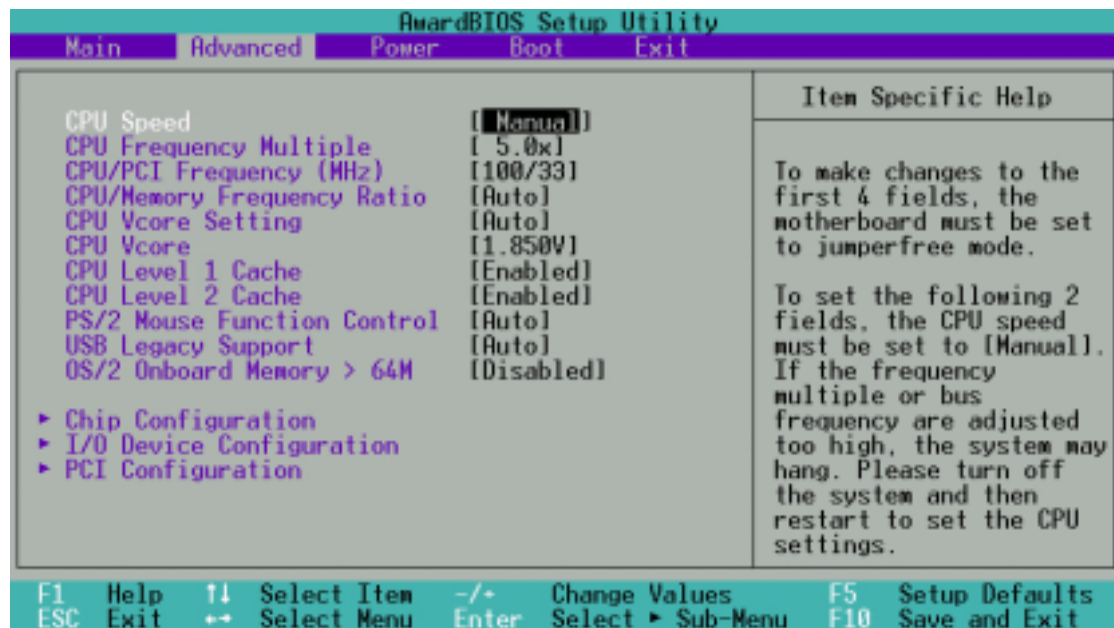 AwardBIOS Setup Utility
Main Advanced Power Boot Exit
CPU Speed [ Manual]
CPU Frequency Multiple [ 5.0x]
CPU/PCI Frequency (MHz) [100/33]
CPU/Memory Frequency Ratio [Auto]
CPU Vcore Setting [Auto]
CPU Vcore [1.850V]
CPU Level 1 Cache [Enabled]
CPU Level 2 Cache [Enabled]
PS/2 Mouse Function Control [Auto]
USB Legacy Support [Auto]
OS/2 Onboard Memory > 64M [Disabled]
▸ Chip Configuration
▸ I/O Device Configuration
▸ PCI Configuration
Item Specific Help
To make changes to the
first 4 fields, the
motherboard must be set
to jumperfree mode.
To set the following 2
fields, the CPU speed
must be set to [Manual].
If the frequency
multiple or bus
frequency are adjusted
too high, the system may
hang. Please turn off
the system and then
restart to set the CPU
settings.
F1 Help ↑↓ Select Item -/+ Change Values F5 Setup Defaults
ESC Exit ←→ Select Menu Enter Select ▸ Sub-Menu F10 Save and Exit